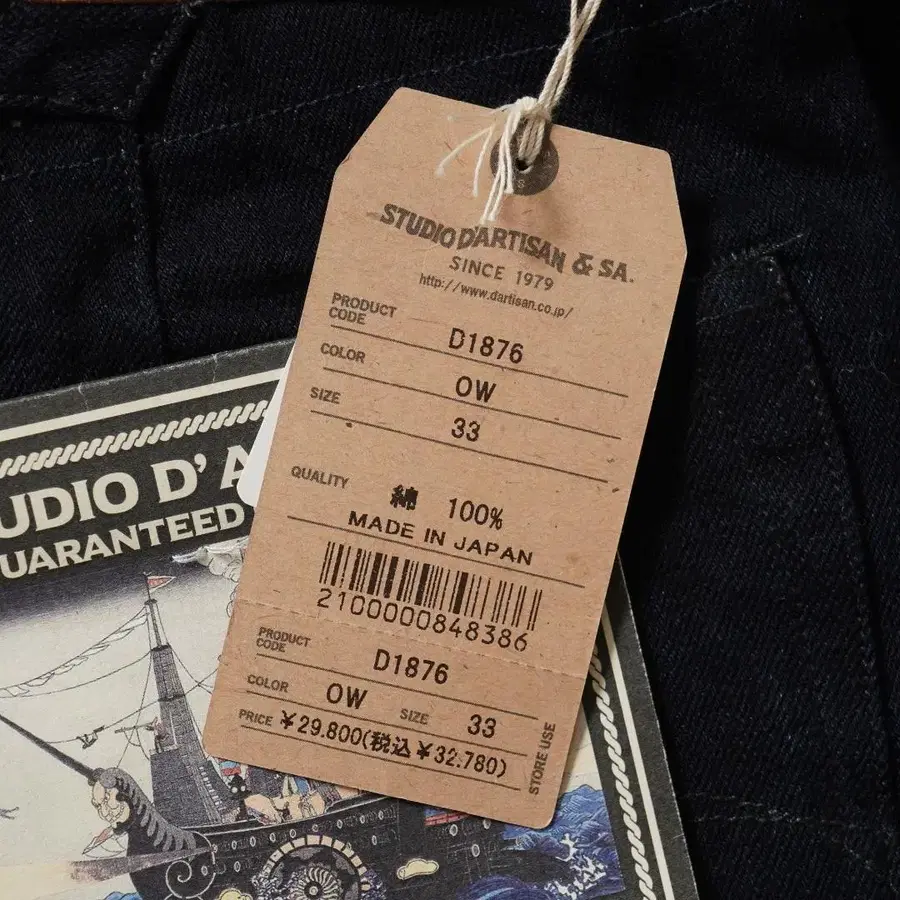 STUDIO D'ARTISAN & SA.
SINCE 1979
http://www.dartisan.co.jp/
PRODUCT CODE D1876
COLOR OW
SIZE 33
QUALITY 綿 100%
MADE IN JAPAN
2100000848386
PRODUCT CODE D1876
COLOR OW SIZE 33
PRICE ¥29.800(税込¥32.780)
STORE USE
UDIO D'A
UARANTEED